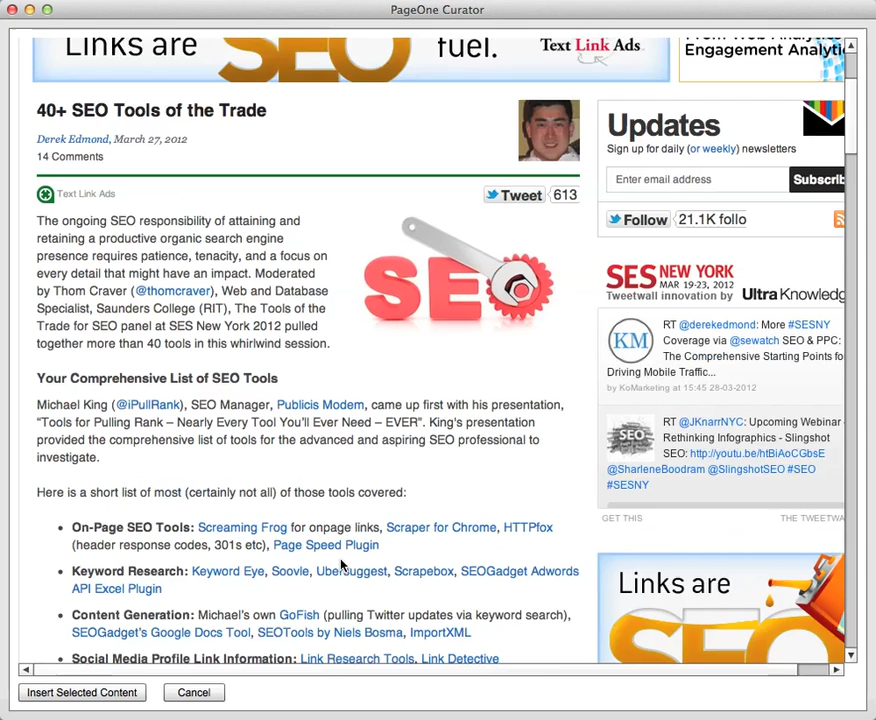 PageOne Curator
Links are SEO fuel.
Text Link Ads
Engagement Analyti
40+ SEO Tools of the Trade
Derek Edmond, March 27, 2012
14 Comments
Text Link Ads
Tweet 613
The ongoing SEO responsibility of attaining and
retaining a productive organic search engine
presence requires patience, tenacity, and a focus on
every detail that might have an impact. Moderated
by Thom Craver (@thomcraver), Web and Database
Specialist, Saunders College (RIT), The Tools of the
Trade for SEO panel at SES New York 2012 pulled
together more than 40 tools in this whirlwind session.
SE
Your Comprehensive List of SEO Tools
Michael King (@iPullRank), SEO Manager, Publicis Modem, came up first with his presentation,
“Tools for Pulling Rank – Nearly Every Tool You’ll Ever Need – EVER”. King's presentation
provided the comprehensive list of tools for the advanced and aspiring SEO professional to
investigate.
Here is a short list of most (certainly not all) of those tools covered:
• On-Page SEO Tools: Screaming Frog for onpage links, Scraper for Chrome, HTTPfox
(header response codes, 301s etc), Page Speed Plugin
• Keyword Research: Keyword Eye, Soovle, Ubersuggest, Scrapebox, SEOGadget Adwords
API Excel Plugin
• Content Generation: Michael’s own GoFish (pulling Twitter updates via keyword search),
SEOGadget’s Google Docs Tool, SEOTools by Niels Bosma, ImportXML
• Social Media Profile Link Information: Link Research Tools, Link Detective
Updates
Sign up for daily (or weekly) newsletters
Enter email address
Subscrib
Follow 21.1K follo
SES NEW YORK
MAR 19-23, 2012
Tweetwall innovation by Ultra Knowledg
KM
RT @derekedmond: More #SESNY
Coverage via @sewatch SEO & PPC:
The Comprehensive Starting Points fo
Driving Mobile Traffic...
by KoMarketing at 15:45 28-03-2012
SEO
RT @JKnarrNYC: Upcoming Webinar -
Rethinking Infographics - Slingshot
SEO: http://youtu.be/htBiAoCGbsE
@SharleneBoodram @SlingshotSEO #SEO
#SESNY
GET THIS
THE TWEETWA
Links are
SEO
Insert Selected Content
Cancel